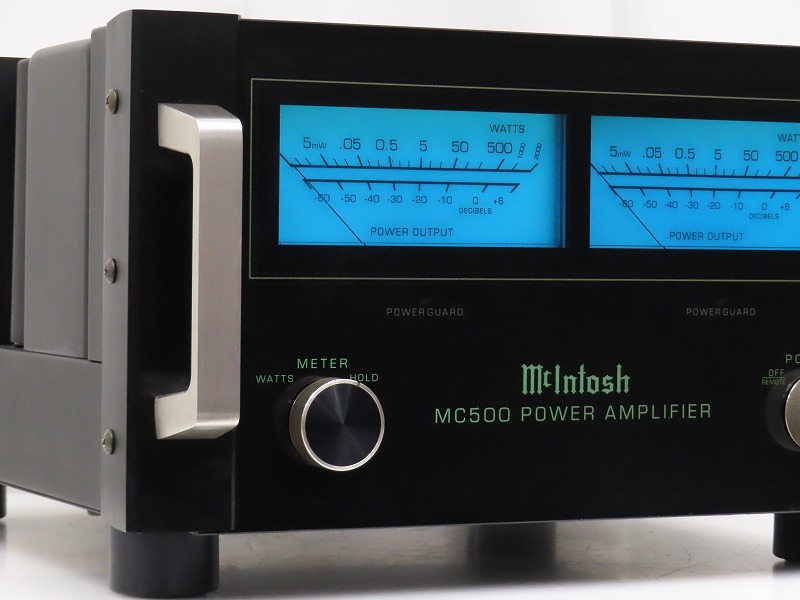 WATTS
5mW .05 0.5 5 50 500 1000 2000
-60 -50 -40 -30 -20 -10 0 +6
DECIBELS
POWER OUTPUT
WAT
5mW .05 0.5 5 50 500
-60 -50 -40 -30 -20 -10 0 +6
DECIBELS
POWER OUTPUT
POWERGUARD
POWERGUARD
METER
WATTS HOLD
McIntosh
MC500 POWER AMPLIFIER
PO
OFF
REMOTE